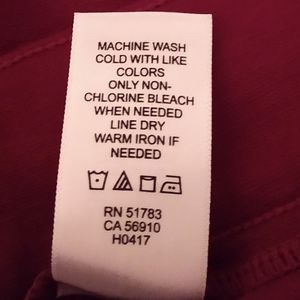 MACHINE WASH
COLD WITH LIKE
COLORS
ONLY NON-
CHLORINE BLEACH
WHEN NEEDED
LINE DRY
WARM IRON IF
NEEDED
RN 51783
CA 56910
H0417